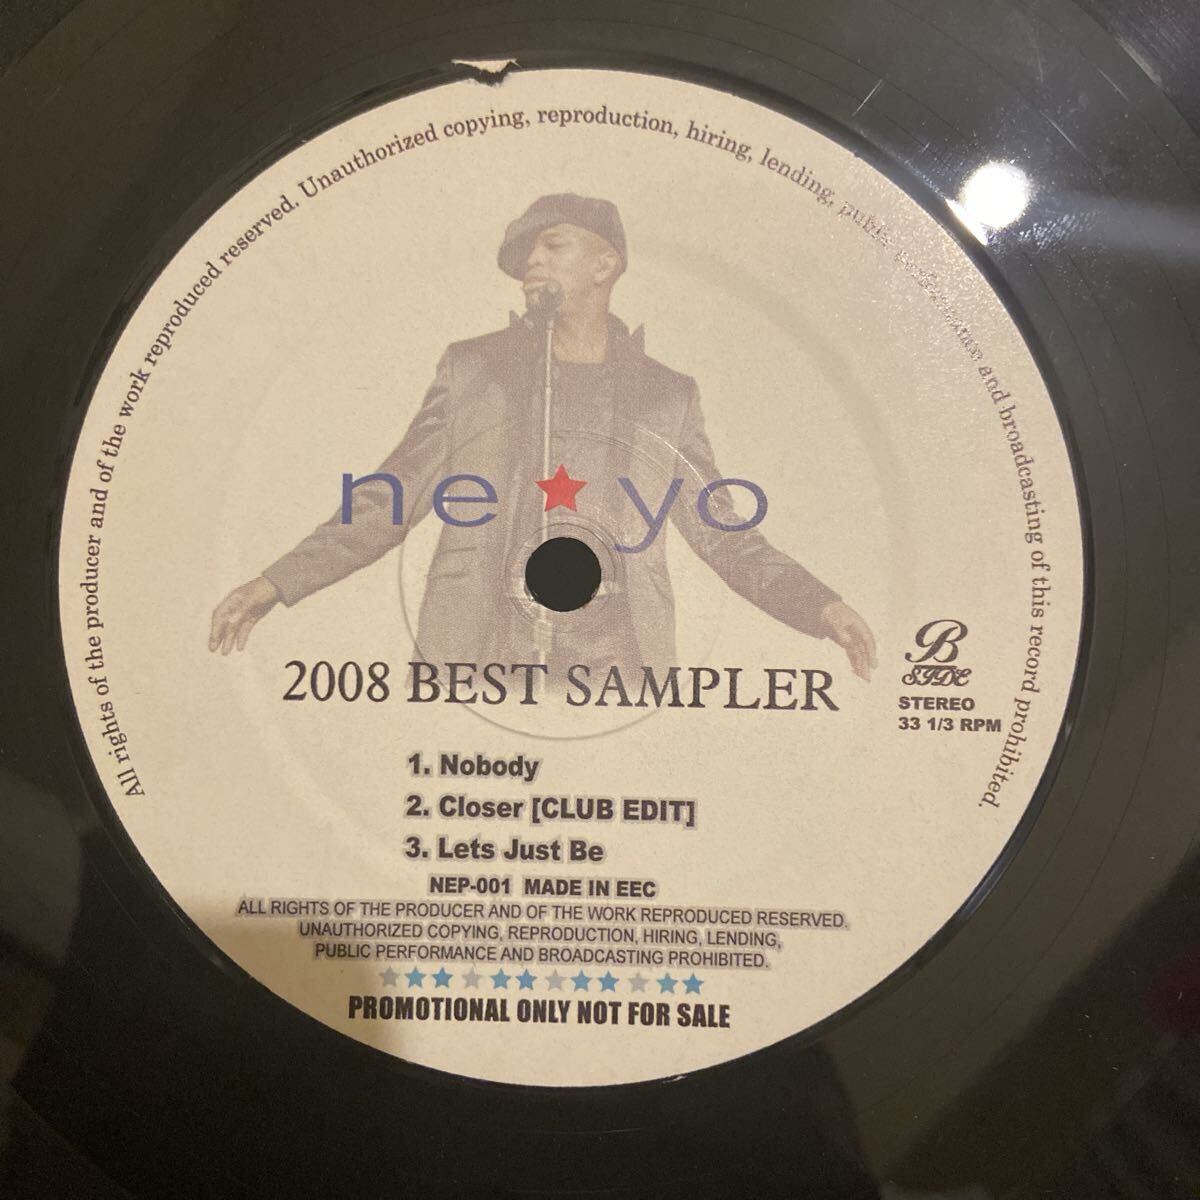 All rights of the producer and of the work reproduced reserved. Unauthorized copying, reproduction, hiring, lending, public performance and broadcasting of this record prohibited.
ne★yo
2008 BEST SAMPLER
B
SIDE
STEREO
33 1/3 RPM
1. Nobody
2. Closer [CLUB EDIT]
3. Lets Just Be
NEP-001 MADE IN EEC
ALL RIGHTS OF THE PRODUCER AND OF THE WORK REPRODUCED RESERVED.
UNAUTHORIZED COPYING, REPRODUCTION, HIRING, LENDING,
PUBLIC PERFORMANCE AND BROADCASTING PROHIBITED.
PROMOTIONAL ONLY NOT FOR SALE